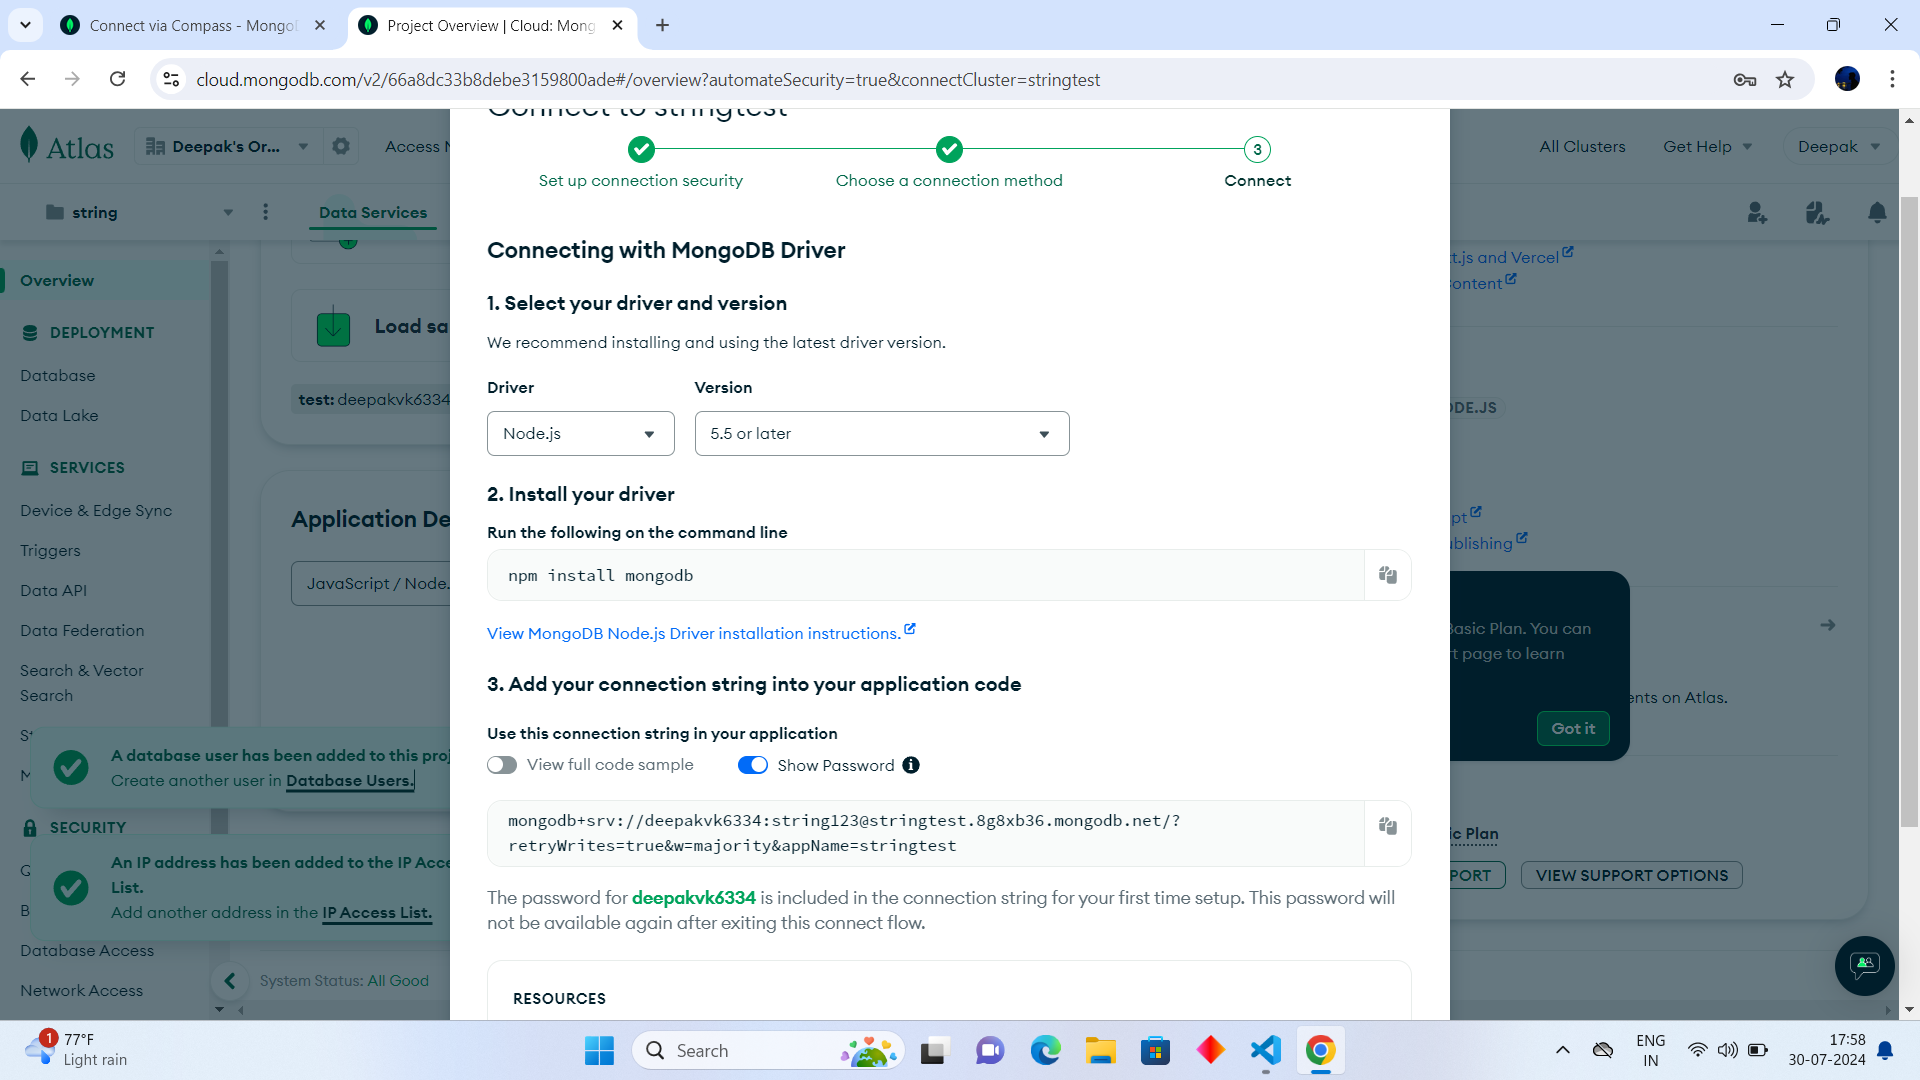 Connect via Compass - Mongo
Project Overview | Cloud: Mong
cloud.mongodb.com/v2/66a8dc33b8debe3159800ade#/overview?automateSecurity=true&connectCluster=stringtest
Atlas
Deepak's Or...
Access
All Clusters
Get Help
Deepak
string
Data Services
Overview
DEPLOYMENT
Database
Data Lake
SERVICES
Device & Edge Sync
Triggers
Data API
Data Federation
Search & Vector
Search
SECURITY
Database Access
Network Access
Load sa
test: deepakvk6334
Application De
JavaScript / Node.
A database user has been added to this proj
Create another user in Database Users.
An IP address has been added to the IP Acce
List.
Add another address in the IP Access List.
System Status: All Good
Connect to stringtest
Set up connection security
Choose a connection method
3
Connect
Connecting with MongoDB Driver
1. Select your driver and version
We recommend installing and using the latest driver version.
Driver
Version
Node.js
5.5 or later
2. Install your driver
Run the following on the command line
npm install mongodb
View MongoDB Node.js Driver installation instructions.
3. Add your connection string into your application code
Use this connection string in your application
View full code sample
Show Password
mongodb+srv://deepakvk6334:string123@stringtest.8g8xb36.mongodb.net/?
retryWrites=true&w=majority&appName=stringtest
The password for deepakvk6334 is included in the connection string for your first time setup. This password will
not be available again after exiting this connect flow.
RESOURCES
t.js and Vercel
ontent
DE.JS
pt
blishing
Basic Plan. You can
t page to learn
Got it
ents on Atlas.
ic Plan
PORT
VIEW SUPPORT OPTIONS
1
77°F
Light rain
Search
ENG
IN
17:58
30-07-2024